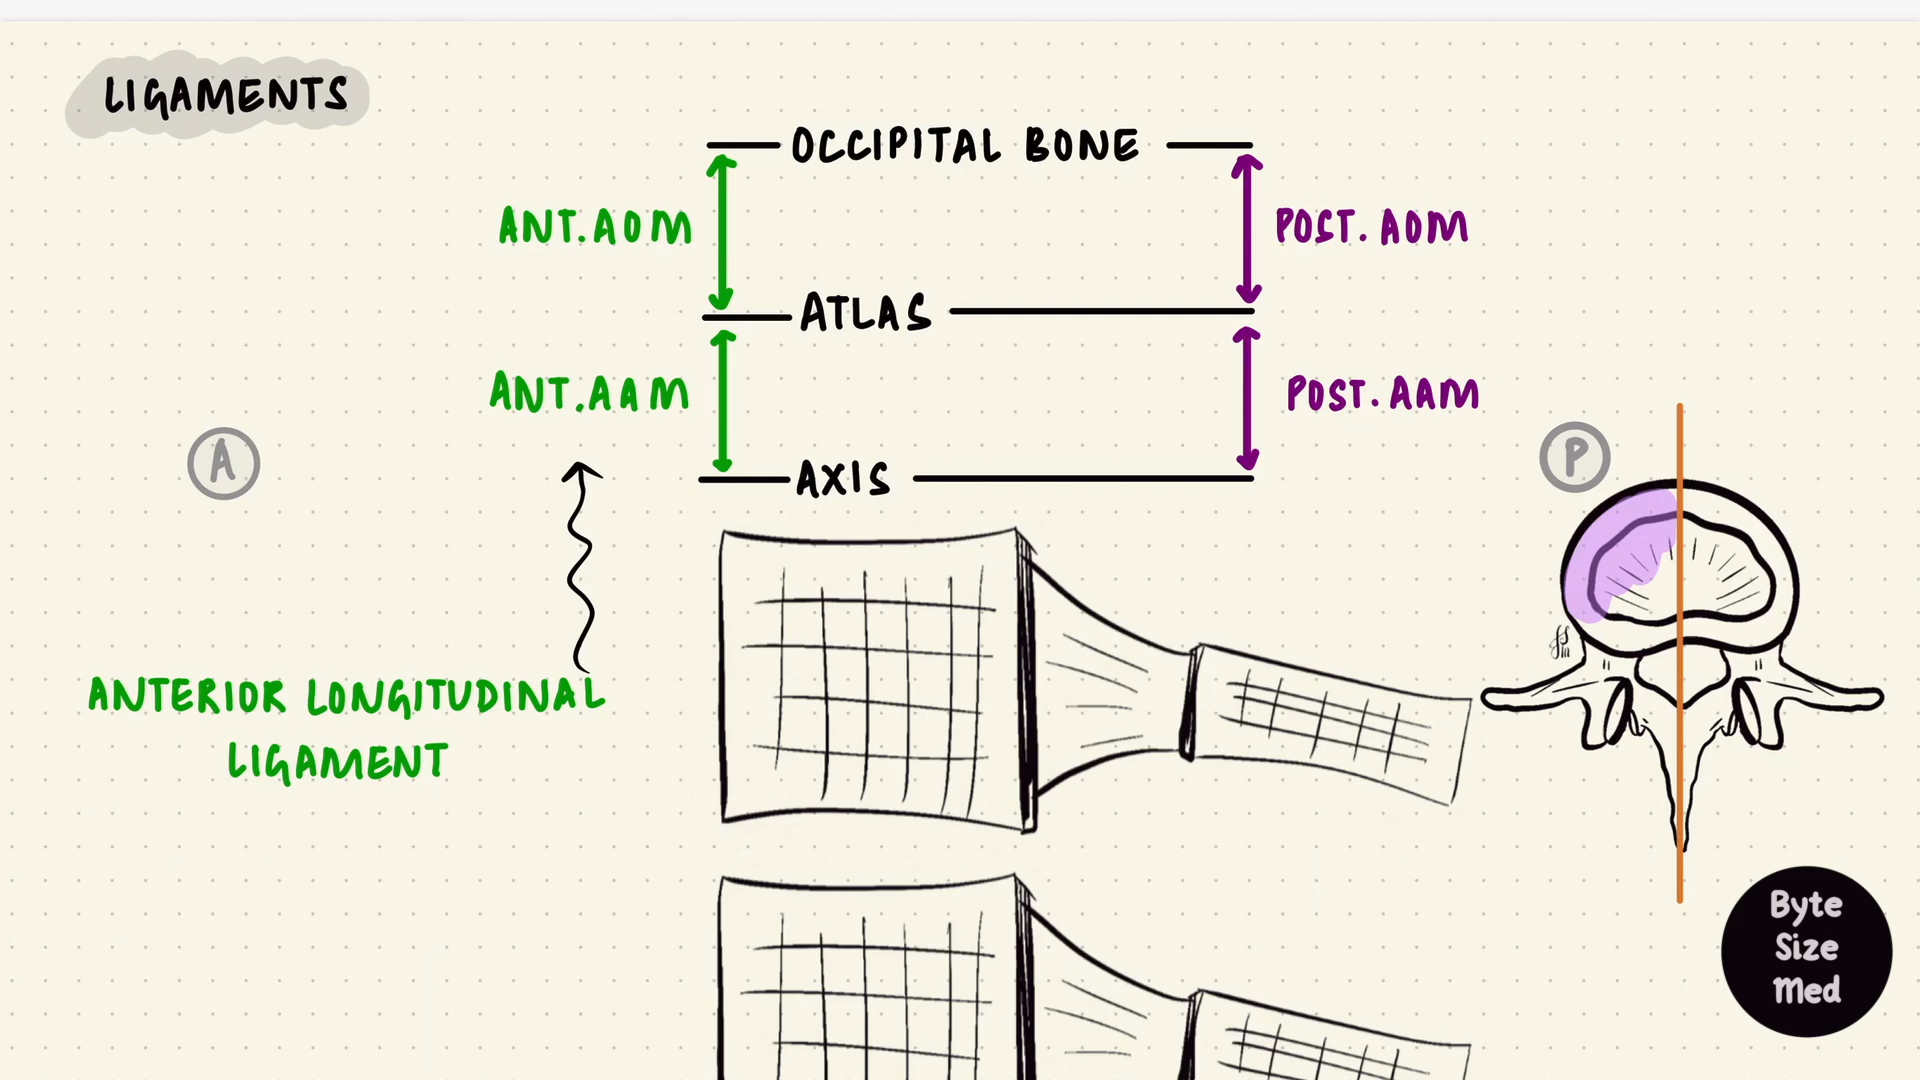 LIGAMENTS
OCCIPITAL BONE
ANT.AOM
POST. AOM
ATLAS
ANT.AAM
POST. AAM
A
P
AXIS
ANTERIOR LONGITUDINAL
LIGAMENT
Byte
Size
Med